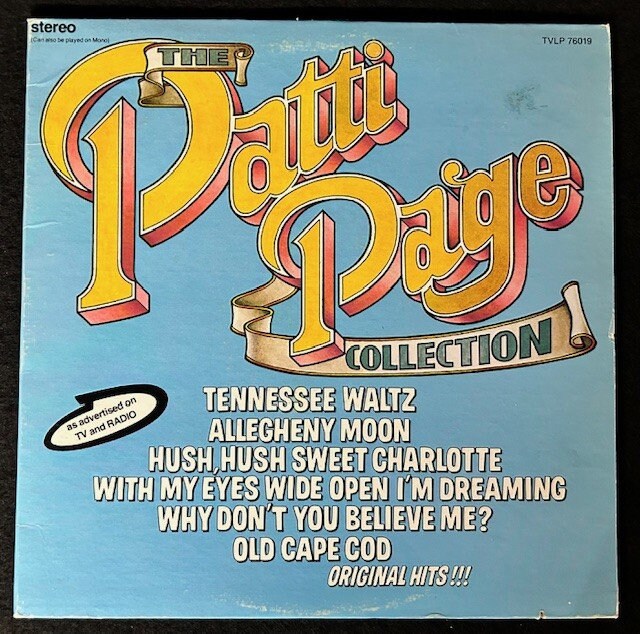 stereo
(Can also be played on Mono)
TVLP 76019
THE
Patti
Page
COLLECTION
as advertised on
TV and RADIO
TENNESSEE WALTZ
ALLEGHENY MOON
HUSH, HUSH SWEET CHARLOTTE
WITH MY EYES WIDE OPEN I'M DREAMING
WHY DON'T YOU BELIEVE ME?
OLD CAPE COD
ORIGINAL HITS!!!